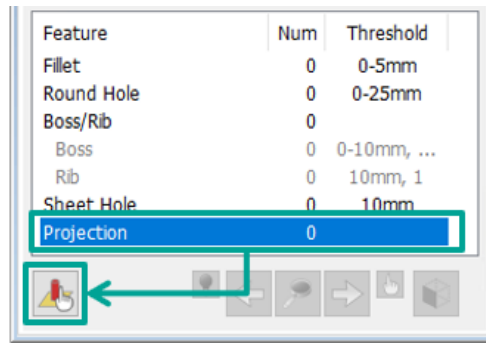 Feature Num Threshold
Fillet 0 0-5mm
Round Hole 0 0-25mm
Boss/Rib 0
Boss 0 0-10mm, ...
Rib 0 10mm, 1
Sheet Hole 0 10mm
Projection 0